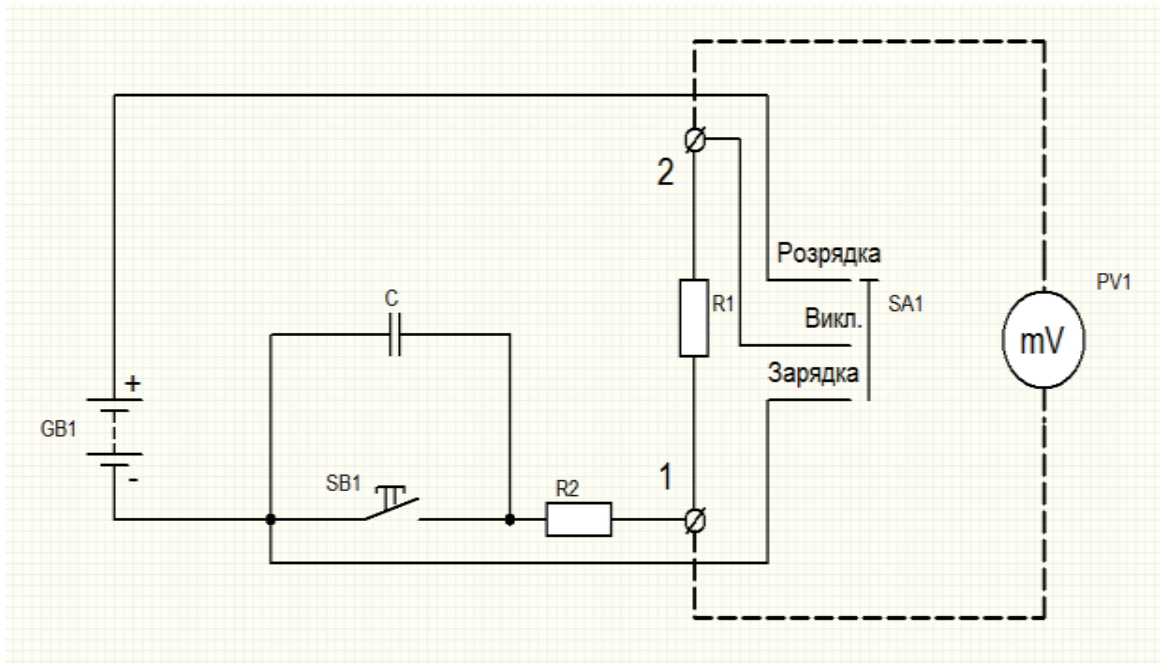 2
Розрядка
PV1
C
R1
SA1
Викл.
mV
Зарядка
+
GB1
-
SB1
R2
1